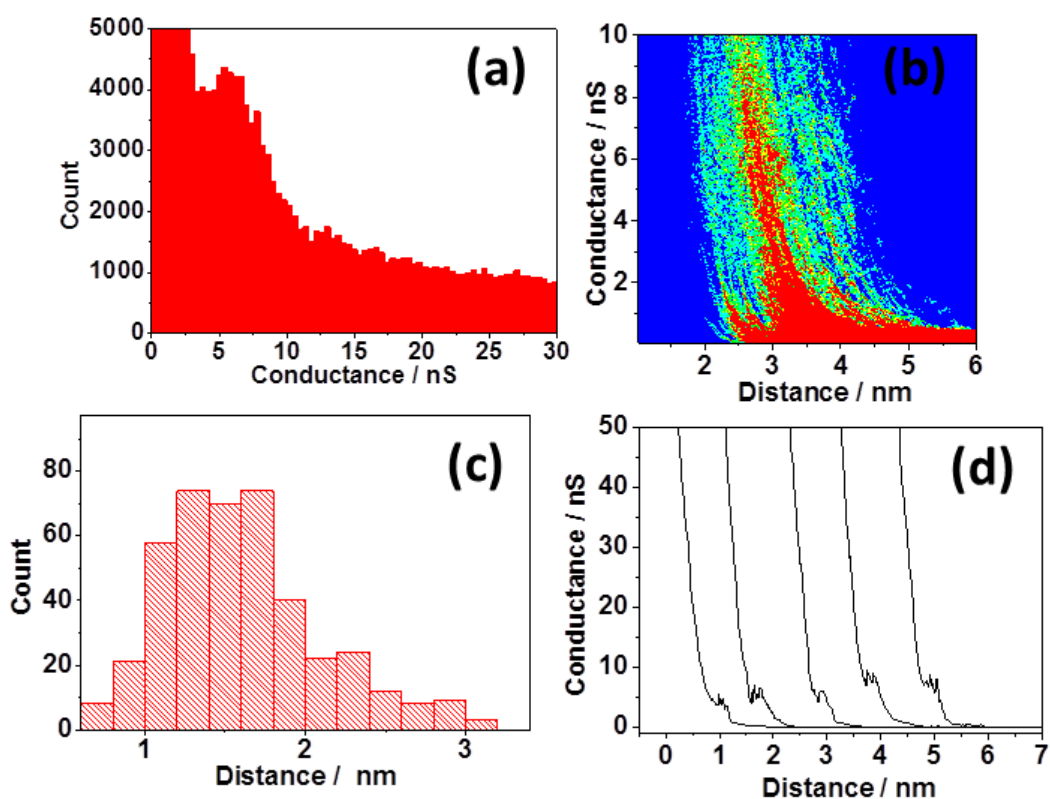 (a)
5000
4000
3000
2000
1000
0
Count
0 5 10 15 20 25 30
Conductance / nS
(b)
10
8
6
4
2
Conductance / nS
2 3 4 5 6
Distance / nm
(c)
80
60
40
20
0
Count
1 2 3
Distance / nm
(d)
50
40
30
20
10
0
Conductance / nS
0 1 2 3 4 5 6 7
Distance / nm